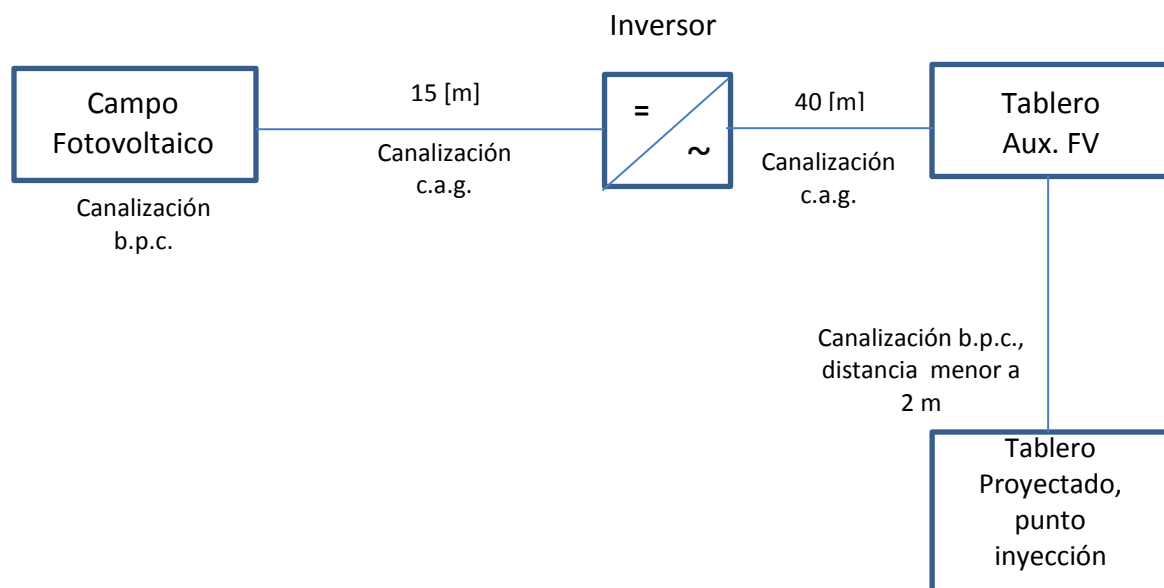 Inversor
Campo
Fotovoltaico
Canalización
b.p.c.
15 [m]
Canalización
c.a.g.
=
~
40 [m]
Canalización
c.a.g.
Tablero
Aux. FV
Canalización b.p.c.,
distancia menor a
2 m
Tablero
Proyectado,
punto
inyección